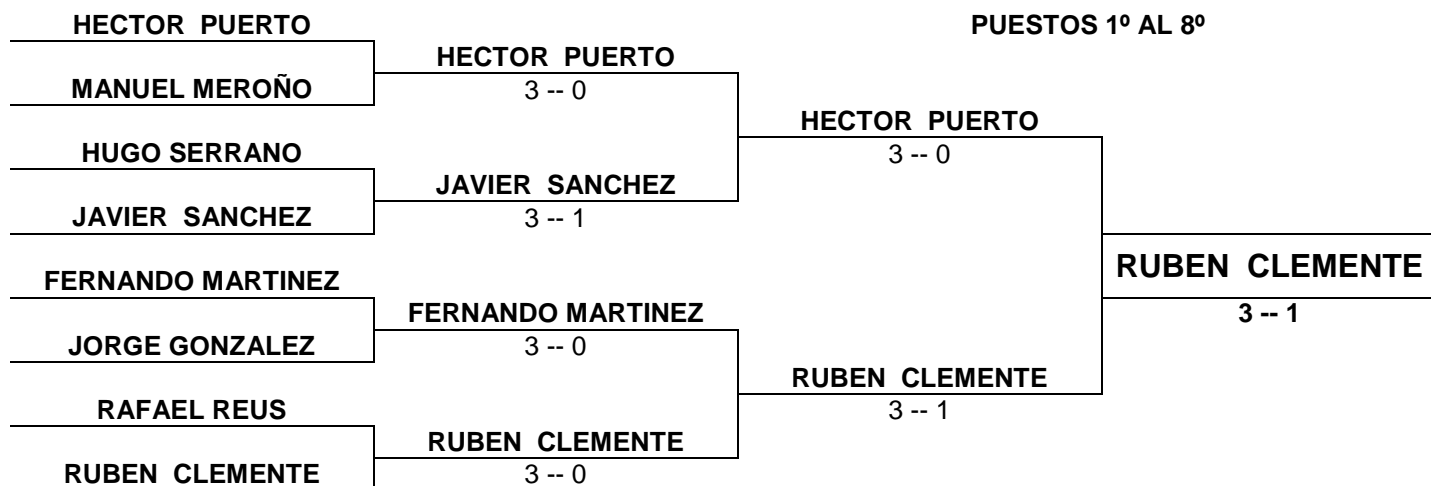 HECTOR PUERTO
PUESTOS 1º AL 8º
HECTOR PUERTO
MANUEL MEROÑO
3 -- 0
HECTOR PUERTO
HUGO SERRANO
3 -- 0
JAVIER SANCHEZ
JAVIER SANCHEZ
3 -- 1
RUBEN CLEMENTE
FERNANDO MARTINEZ
FERNANDO MARTINEZ
3 -- 1
JORGE GONZALEZ
3 -- 0
RUBEN CLEMENTE
RAFAEL REUS
3 -- 1
RUBEN CLEMENTE
RUBEN CLEMENTE
3 -- 0